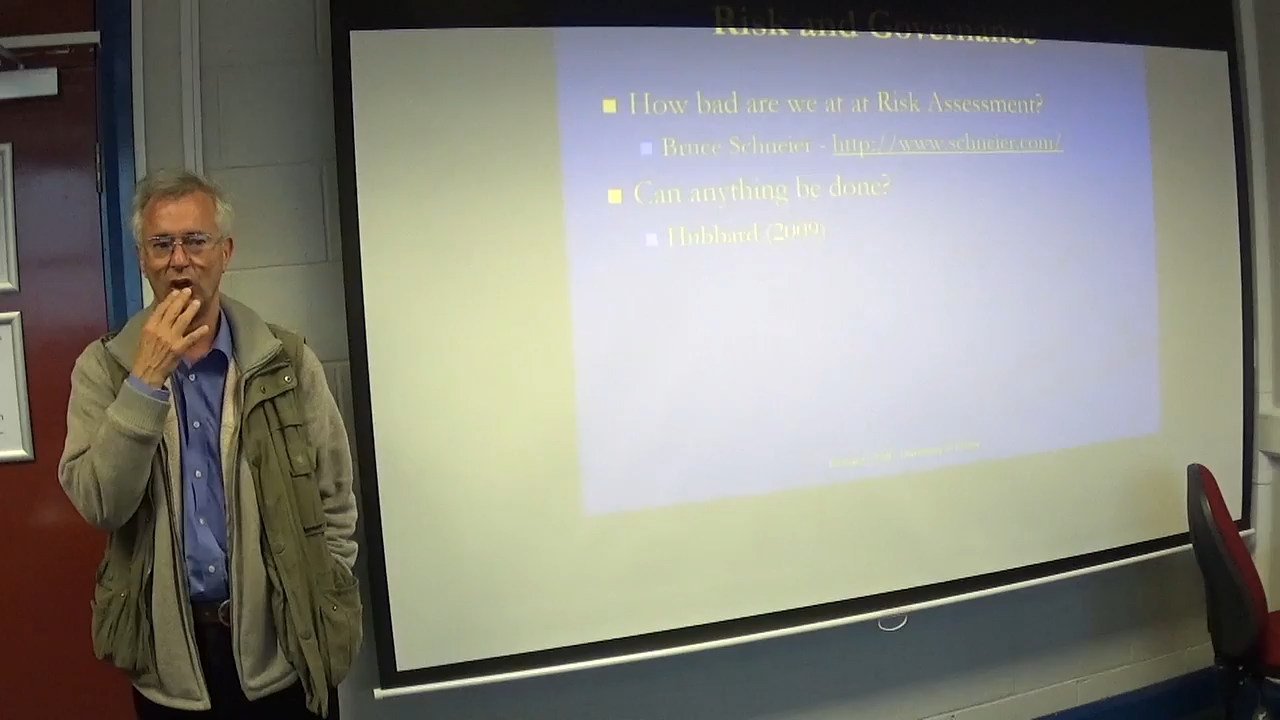 Risk and Governance
How bad are we at at Risk Assessment?
Bruce Schneier - http://www.schneier.com/
Can anything be done?
Hubbard (2009)